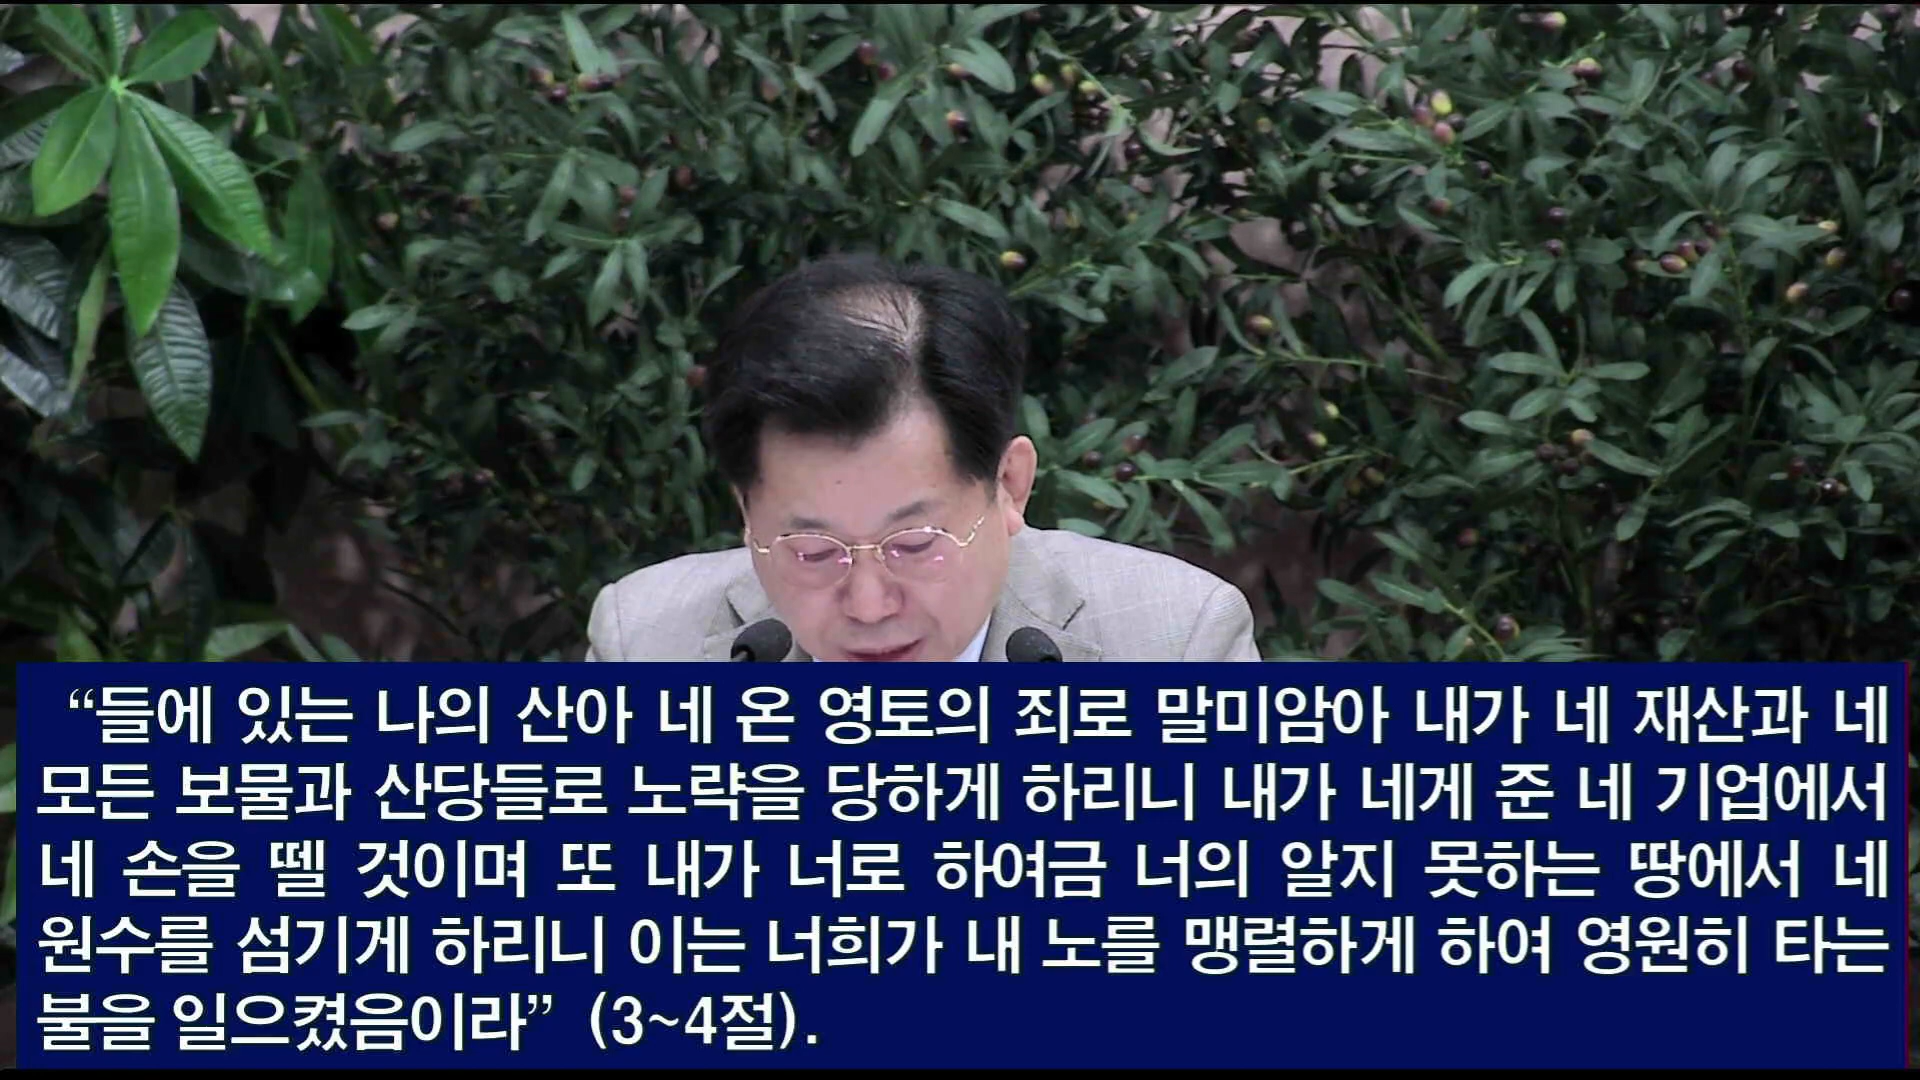 “들에 있는 나의 산아 네 온 영토의 죄로 말미암아 내가 네 재산과 네
모든 보물과 산당들로 노략을 당하게 하리니 내가 네게 준 네 기업에서
네 손을 뗄 것이며 또 내가 너로 하여금 너의 알지 못하는 땅에서 네
원수를 섬기게 하리니 이는 너희가 내 노를 맹렬하게 하여 영원히 타는
불을 일으켰음이라” (3~4절).